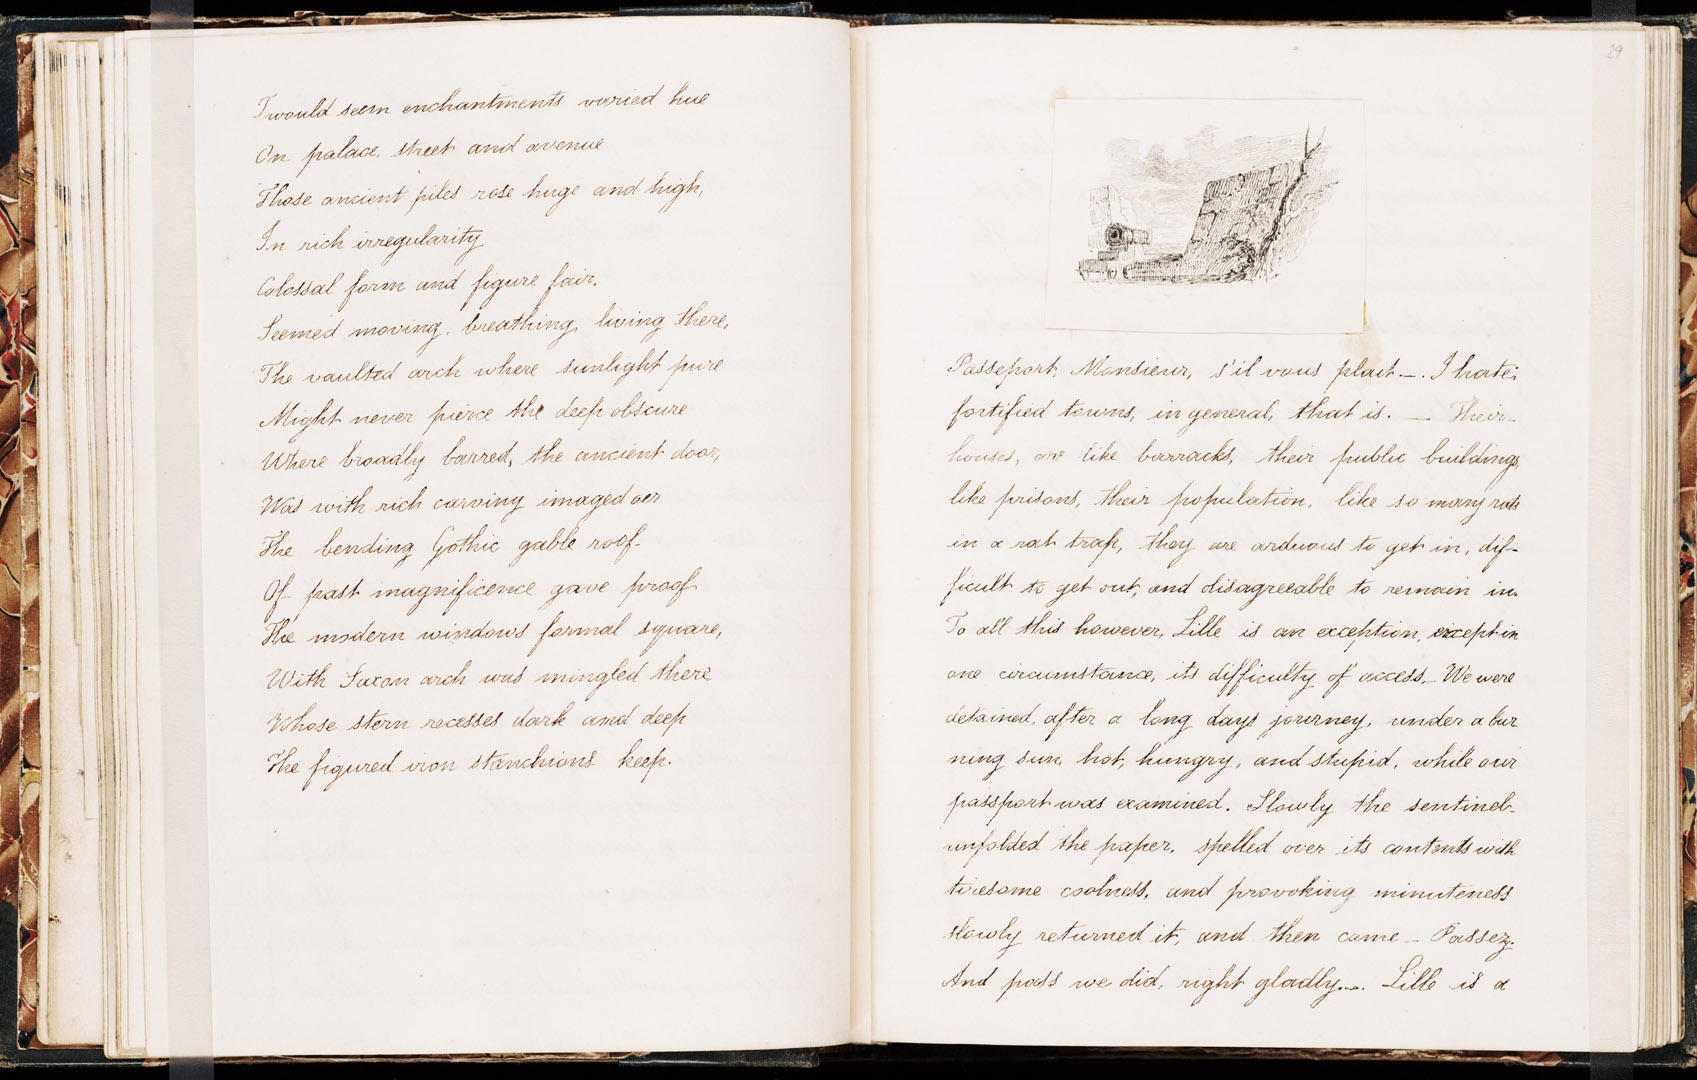 Twould seem enchantments varied hue
On palace, street and avenue
Those ancient piles rose huge and high,
In rich irregularity
Colossal form and figure fair.
Seemed moving, breathing, living there,
The vaulted arch where sunlight pure
Might never pierce the deep obscure
Where broadly barred, the ancient door,
Was with rich carving imaged oer
The bending Gothic gable roof-
Of past magnificence gave proof
The modern windows formal square,
With Saxon arch was mingled there
Whose stern recesses dark and deep
The figured iron stanchions keep.
29
Passeport, Monsieur, s'il vous plait —. I hate
fortified towns, in general, that is. — Their
houses, are like barracks, their public buildings,
like prisons, their population, like so many rats
in a rat trap, they are arduous to get in, dif-
ficult to get out, and disagreeable to remain in.
To all this however, Lille is an exception, except in
one circumstance, its difficulty of access.— We were
detained, after a long days journey, under a bur
ning sun, hot, hungry, and stupid, while our
passport was examined. Slowly the sentinel-
unfolded the paper, spelled over its contents with
tiresome coolness, and provoking minuteness
slowly returned it, and then came — Passez.
And pass we did, right gladly.... Lille is a